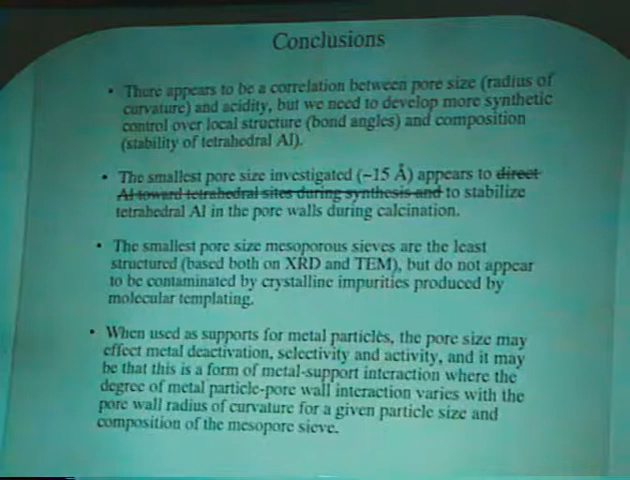 Conclusions
• There appears to be a correlation between pore size (radius of
curvature) and acidity, but we need to develop more synthetic
control over local structure (bond angles) and composition
(stability of tetrahedral Al).
• The smallest pore size investigated (~15 Å) appears to direct
Al toward tetrahedral sites during synthesis and to stabilize
tetrahedral Al in the pore walls during calcination.
• The smallest pore size mesoporous sieves are the least
structured (based both on XRD and TEM), but do not appear
to be contaminated by crystalline impurities produced by
molecular templating.
• When used as supports for metal particles, the pore size may
effect metal deactivation, selectivity and activity, and it may
be that this is a form of metal-support interaction where the
degree of metal particle-pore wall interaction varies with the
pore wall radius of curvature for a given particle size and
composition of the mesopore sieve.